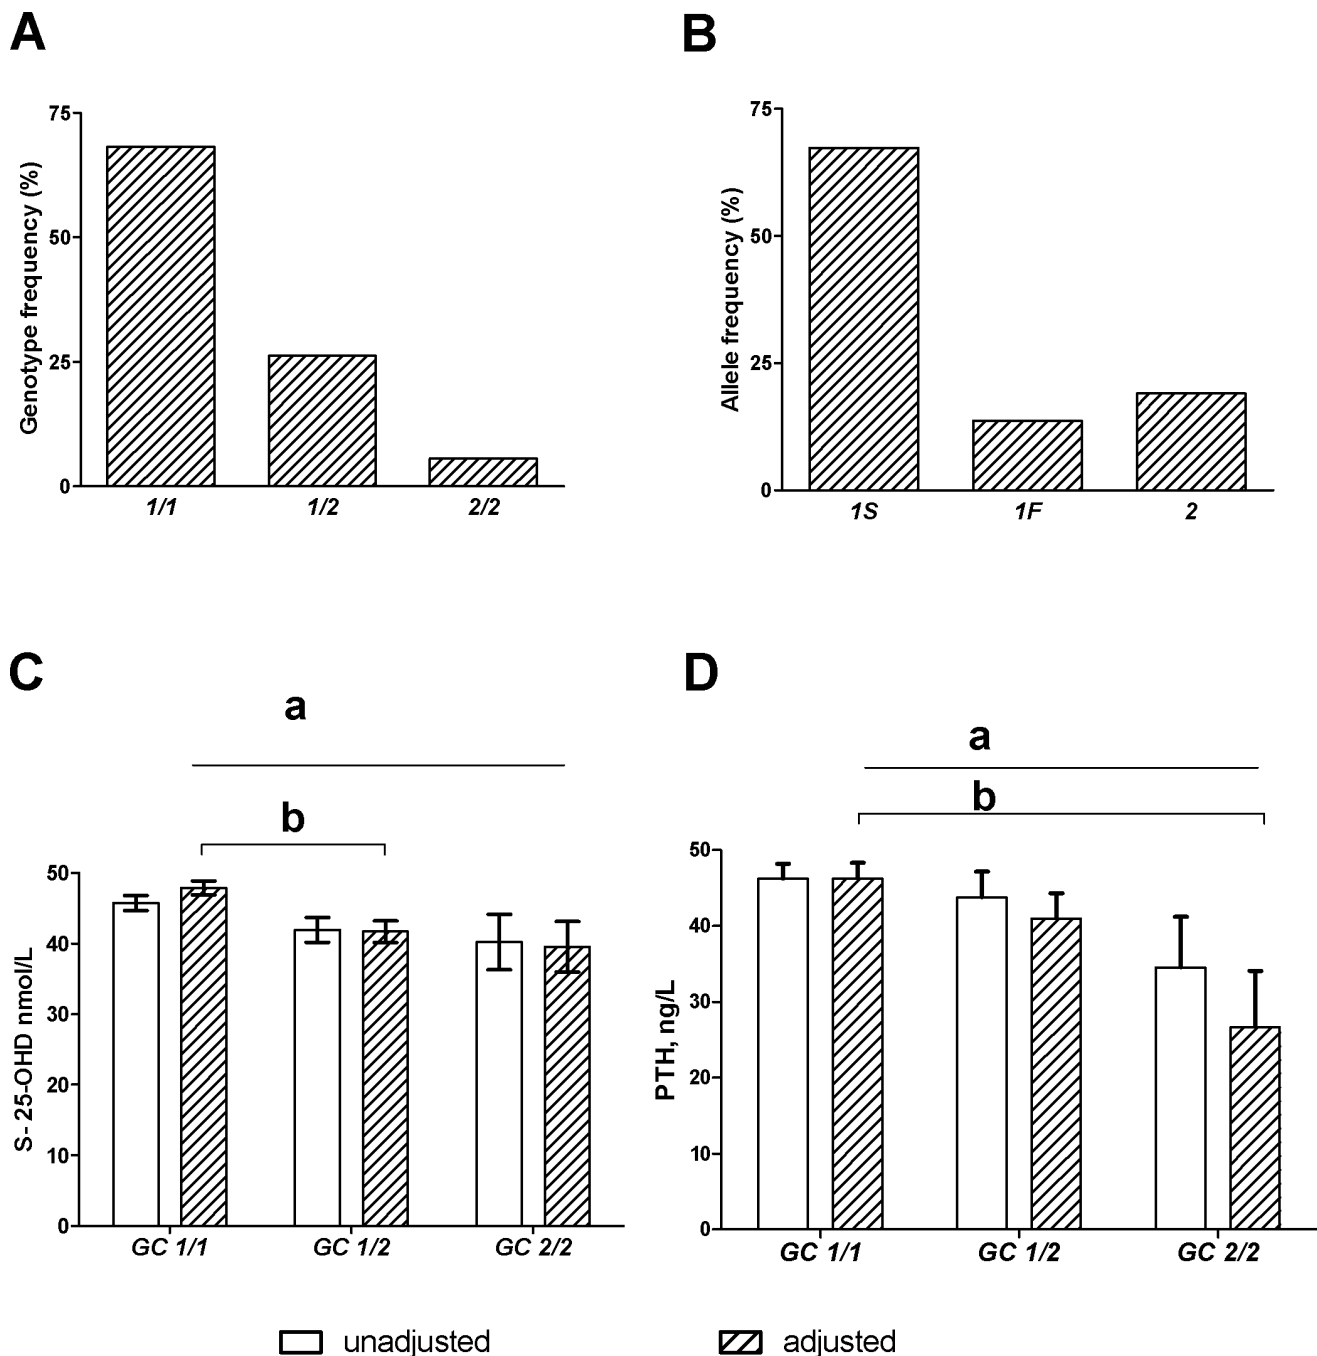 A
Genotype frequency (%)
75
50
25
0
1/1 1/2 2/2
B
Allele frequency (%)
75
50
25
0
1S 1F 2
C
a
b
S- 25-OHD nmol/L
50
40
30
20
10
0
GC 1/1 GC 1/2 GC 2/2
D
a
b
PTH, ng/L
50
40
30
20
10
0
GC 1/1 GC 1/2 GC 2/2
unadjusted adjusted